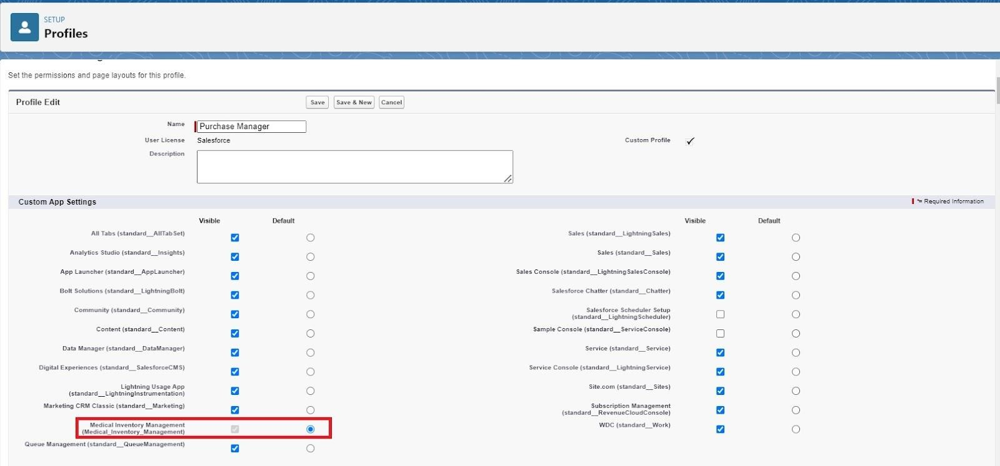 SETUP
Profiles
Set the permissions and page layouts for this profile.
Profile Edit
Save
Save & New
Cancel
Name
Purchase Manager
User License
Salesforce
Custom Profile
Description
Custom App Settings
= Required Information
Visible
Default
All Tabs (standard__AllTabSet)
Analytics Studio (standard__Insights)
App Launcher (standard__AppLauncher)
Bolt Solutions (standard__LightningBolt)
Community (standard__Community)
Content (standard__Content)
Data Manager (standard__DataManager)
Digital Experiences (standard__SalesforceCMS)
Lightning Usage App
(standard__LightningInstrumentation)
Marketing CRM Classic (standard__Marketing)
Medical Inventory Management
(Medical_Inventory_Management)
Queue Management (standard__QueueManagement)
Visible
Default
Sales (standard__LightningSales)
Sales (standard__Sales)
Sales Console (standard__LightningSalesConsole)
Salesforce Chatter (standard__Chatter)
Salesforce Scheduler Setup
(standard__LightningScheduler)
Sample Console (standard__ServiceConsole)
Service (standard__Service)
Service Console (standard__LightningService)
Site.com (standard__Sites)
Subscription Management
(standard__RevenueCloudConsole)
WDC (standard__Work)